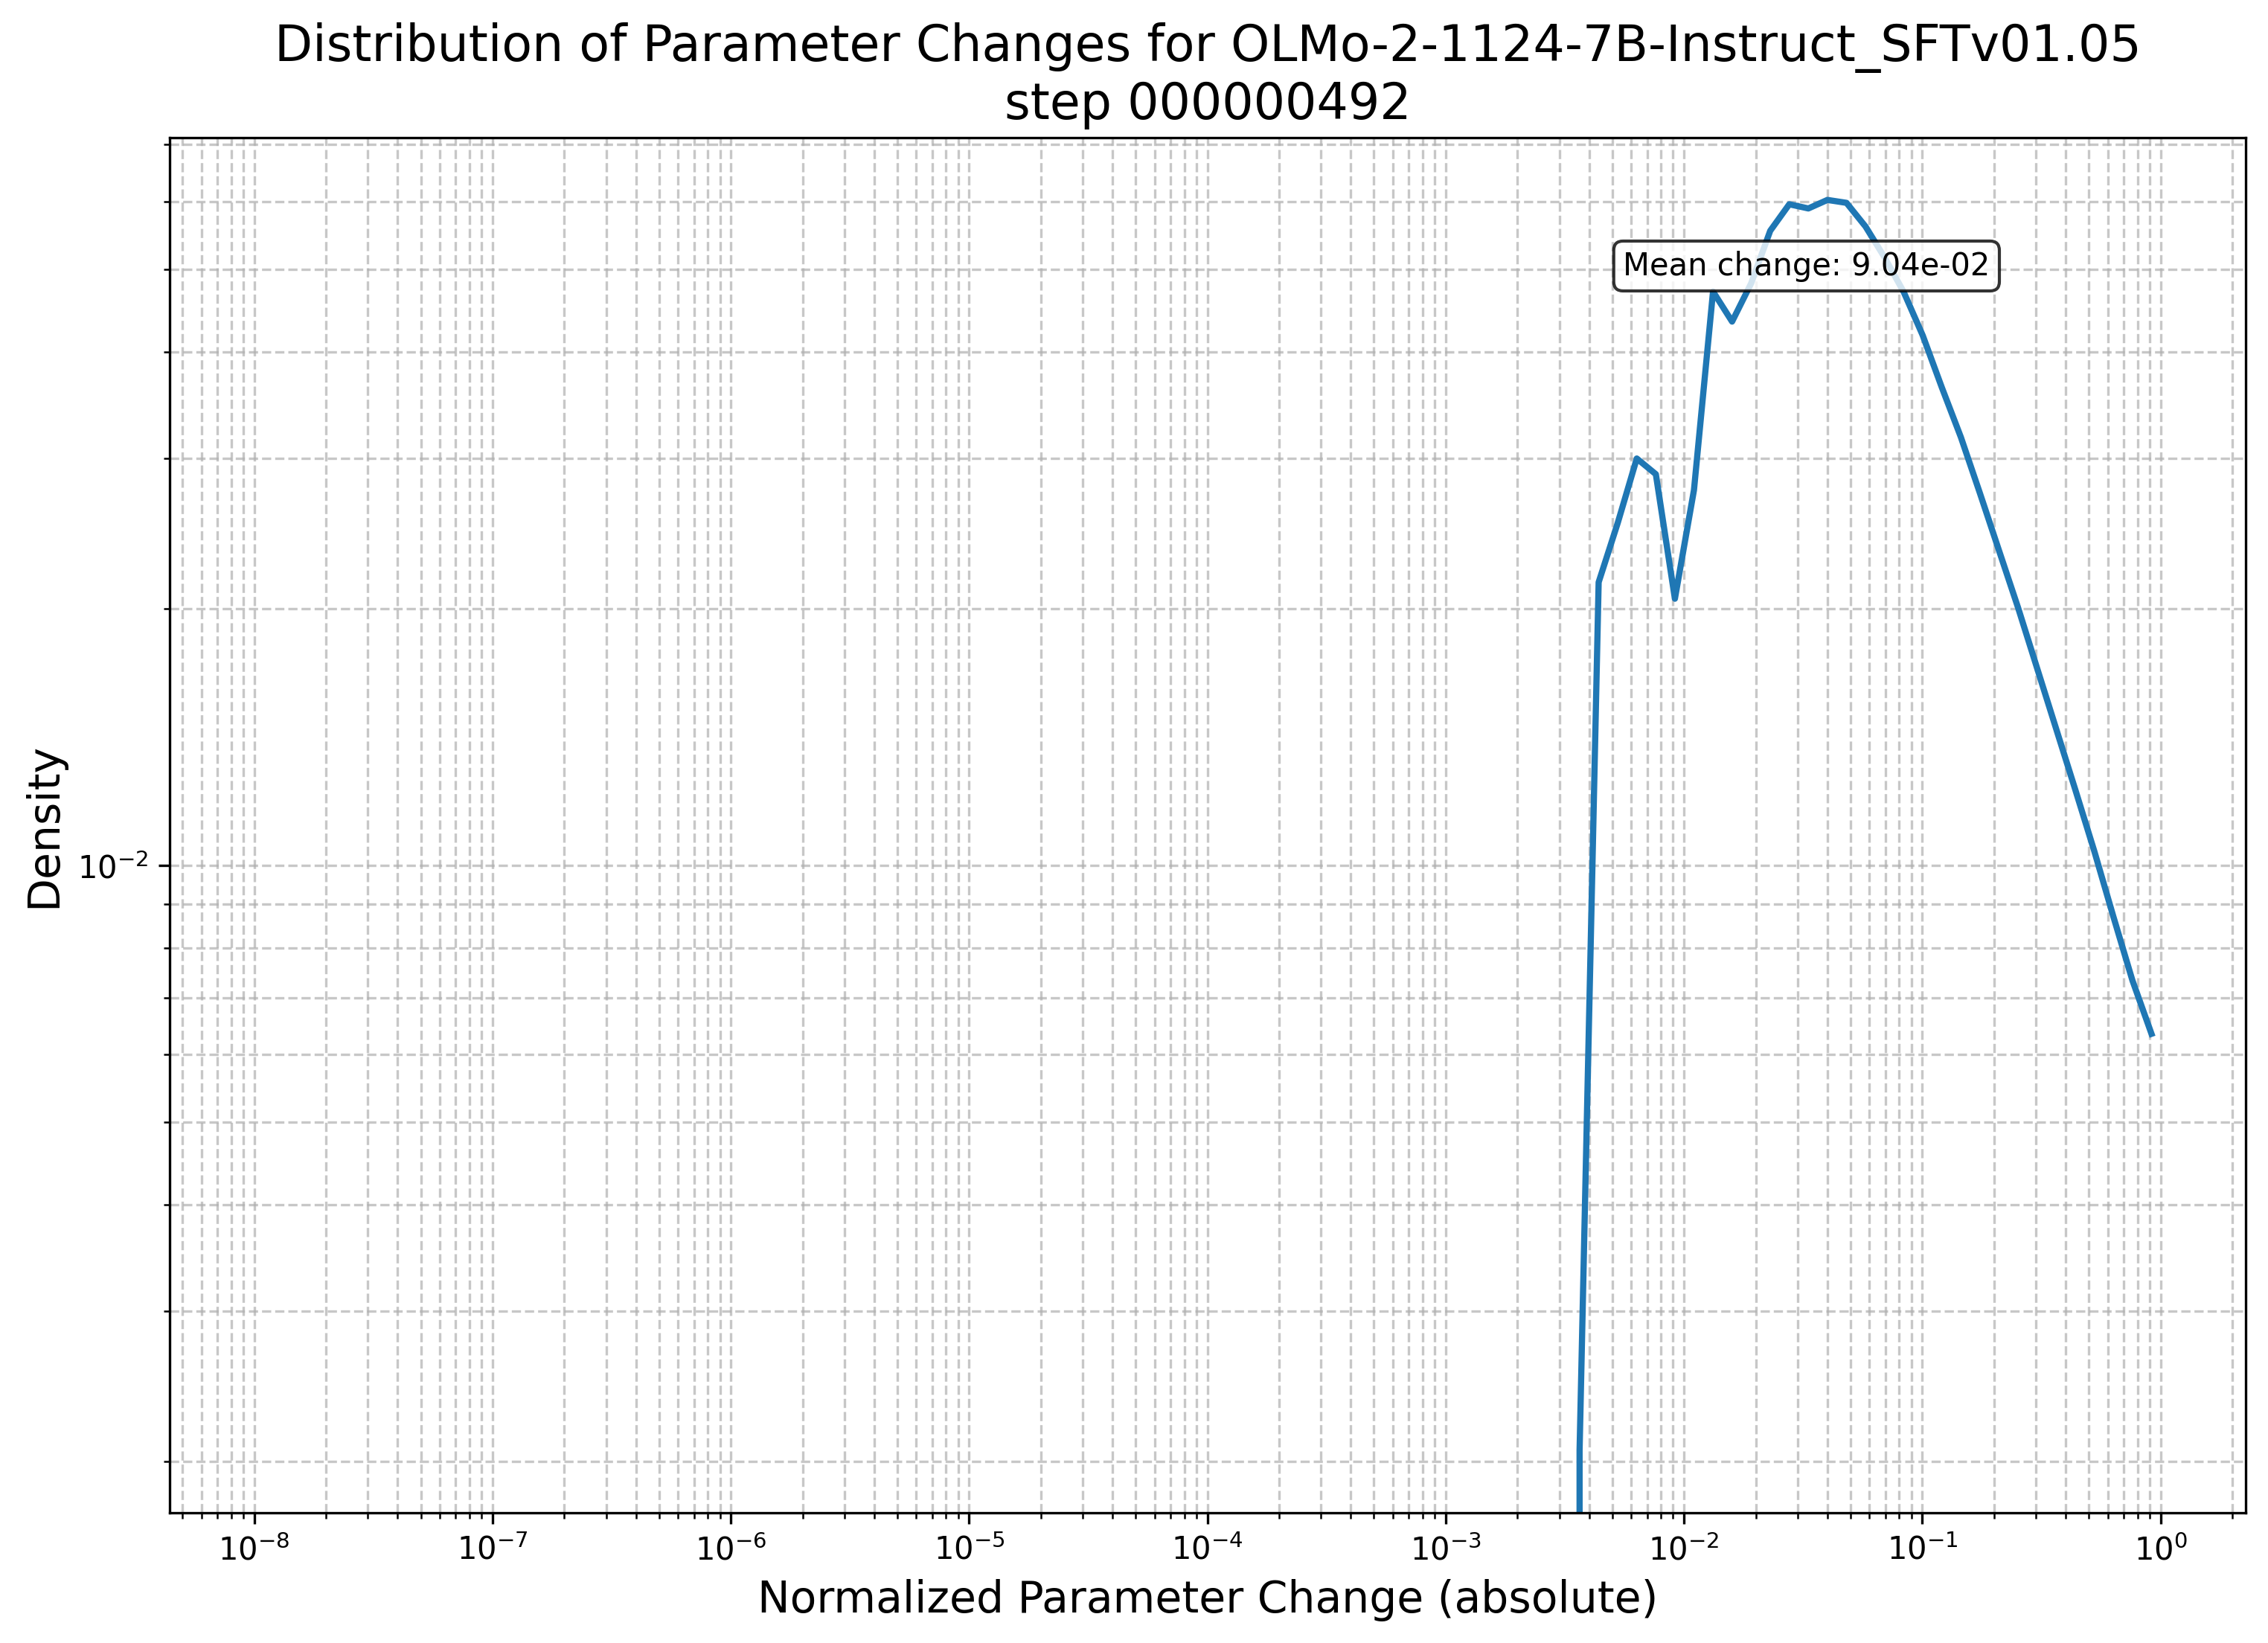 Distribution of Parameter Changes for OLMo-2-1124-7B-Instruct_SFTv01.05
step 000000492
Mean change: 9.04e-02
Density
10⁻²
10⁻⁸ 10⁻⁷ 10⁻⁶ 10⁻⁵ 10⁻⁴ 10⁻³ 10⁻² 10⁻¹ 10⁰
Normalized Parameter Change (absolute)